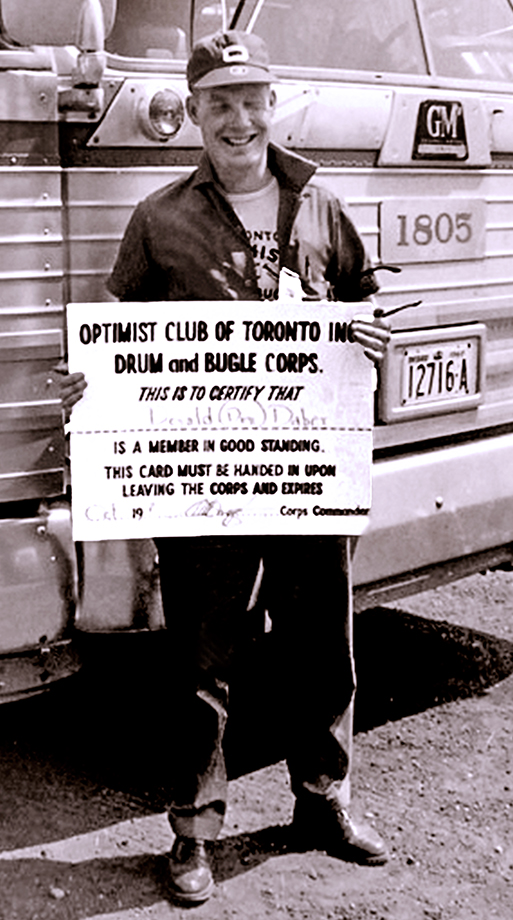 GM
1805
12716·A
OPTIMIST CLUB OF TORONTO INC
DRUM and BUGLE CORPS.
THIS IS TO CERTIFY THAT
IS A MEMBER IN GOOD STANDING.
THIS CARD MUST BE HANDED IN UPON
LEAVING THE CORPS AND EXPIRES
Oct. 19 Corps Commander